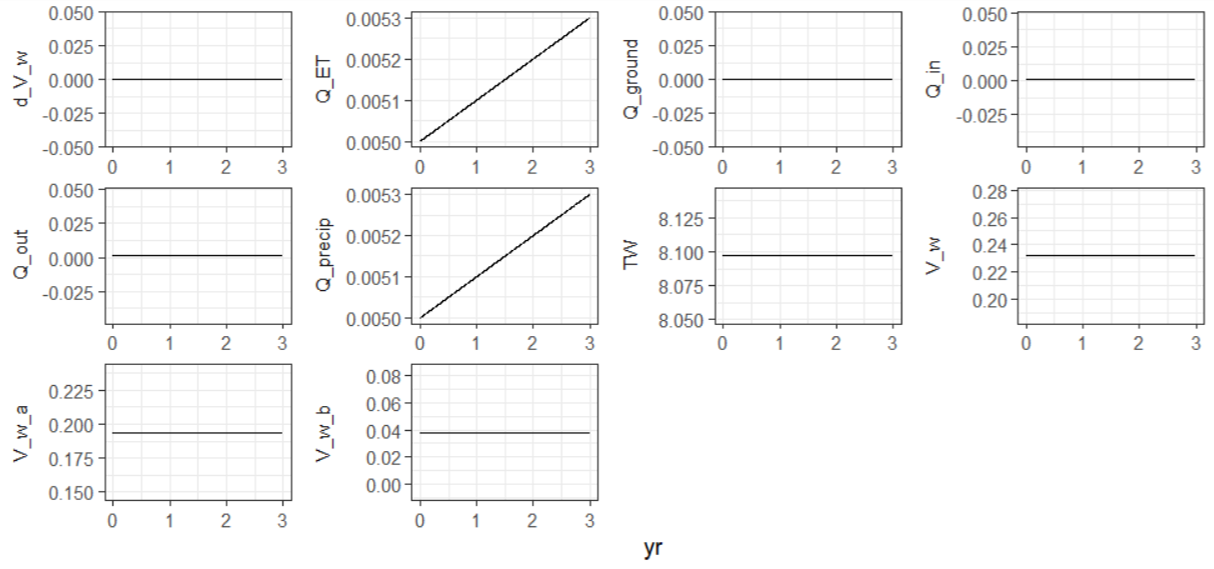 d_V_w
0.050
0.025
0.000
-0.025
-0.050
0 1 2 3
Q_ET
0.0053
0.0052
0.0051
0.0050
0 1 2 3
Q_ground
0.050
0.025
0.000
-0.025
-0.050
0 1 2 3
Q_in
0.050
0.025
0.000
-0.025
0 1 2 3
Q_out
0.050
0.025
0.000
-0.025
0 1 2 3
Q_precip
0.0053
0.0052
0.0051
0.0050
0 1 2 3
TW
8.125
8.100
8.075
8.050
0 1 2 3
V_w
0.28
0.26
0.24
0.22
0.20
0 1 2 3
V_w_a
0.225
0.200
0.175
0.150
0 1 2 3
V_w_b
0.08
0.06
0.04
0.02
0.00
0 1 2 3
yr